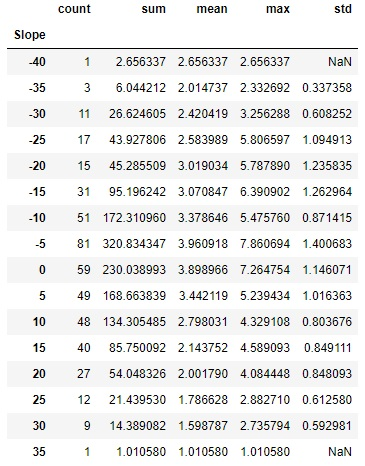 count sum mean max std
Slope
-40 1 2.656337 2.656337 2.656337 NaN
-35 3 6.044212 2.014737 2.332692 0.337358
-30 11 26.624605 2.420419 3.256288 0.608252
-25 17 43.927806 2.583989 5.806597 1.094913
-20 15 45.285509 3.019034 5.787890 1.235835
-15 31 95.196242 3.070847 6.390902 1.262964
-10 51 172.310960 3.378646 5.475760 0.871415
-5 81 320.834347 3.960918 7.860694 1.400683
0 59 230.038993 3.898966 7.264754 1.146071
5 49 168.663839 3.442119 5.239434 1.016363
10 48 134.305485 2.798031 4.329108 0.803676
15 40 85.750092 2.143752 4.589093 0.849111
20 27 54.048326 2.001790 4.084448 0.848093
25 12 21.439530 1.786628 2.882710 0.612580
30 9 14.389082 1.598787 2.735794 0.592981
35 1 1.010580 1.010580 1.010580 NaN